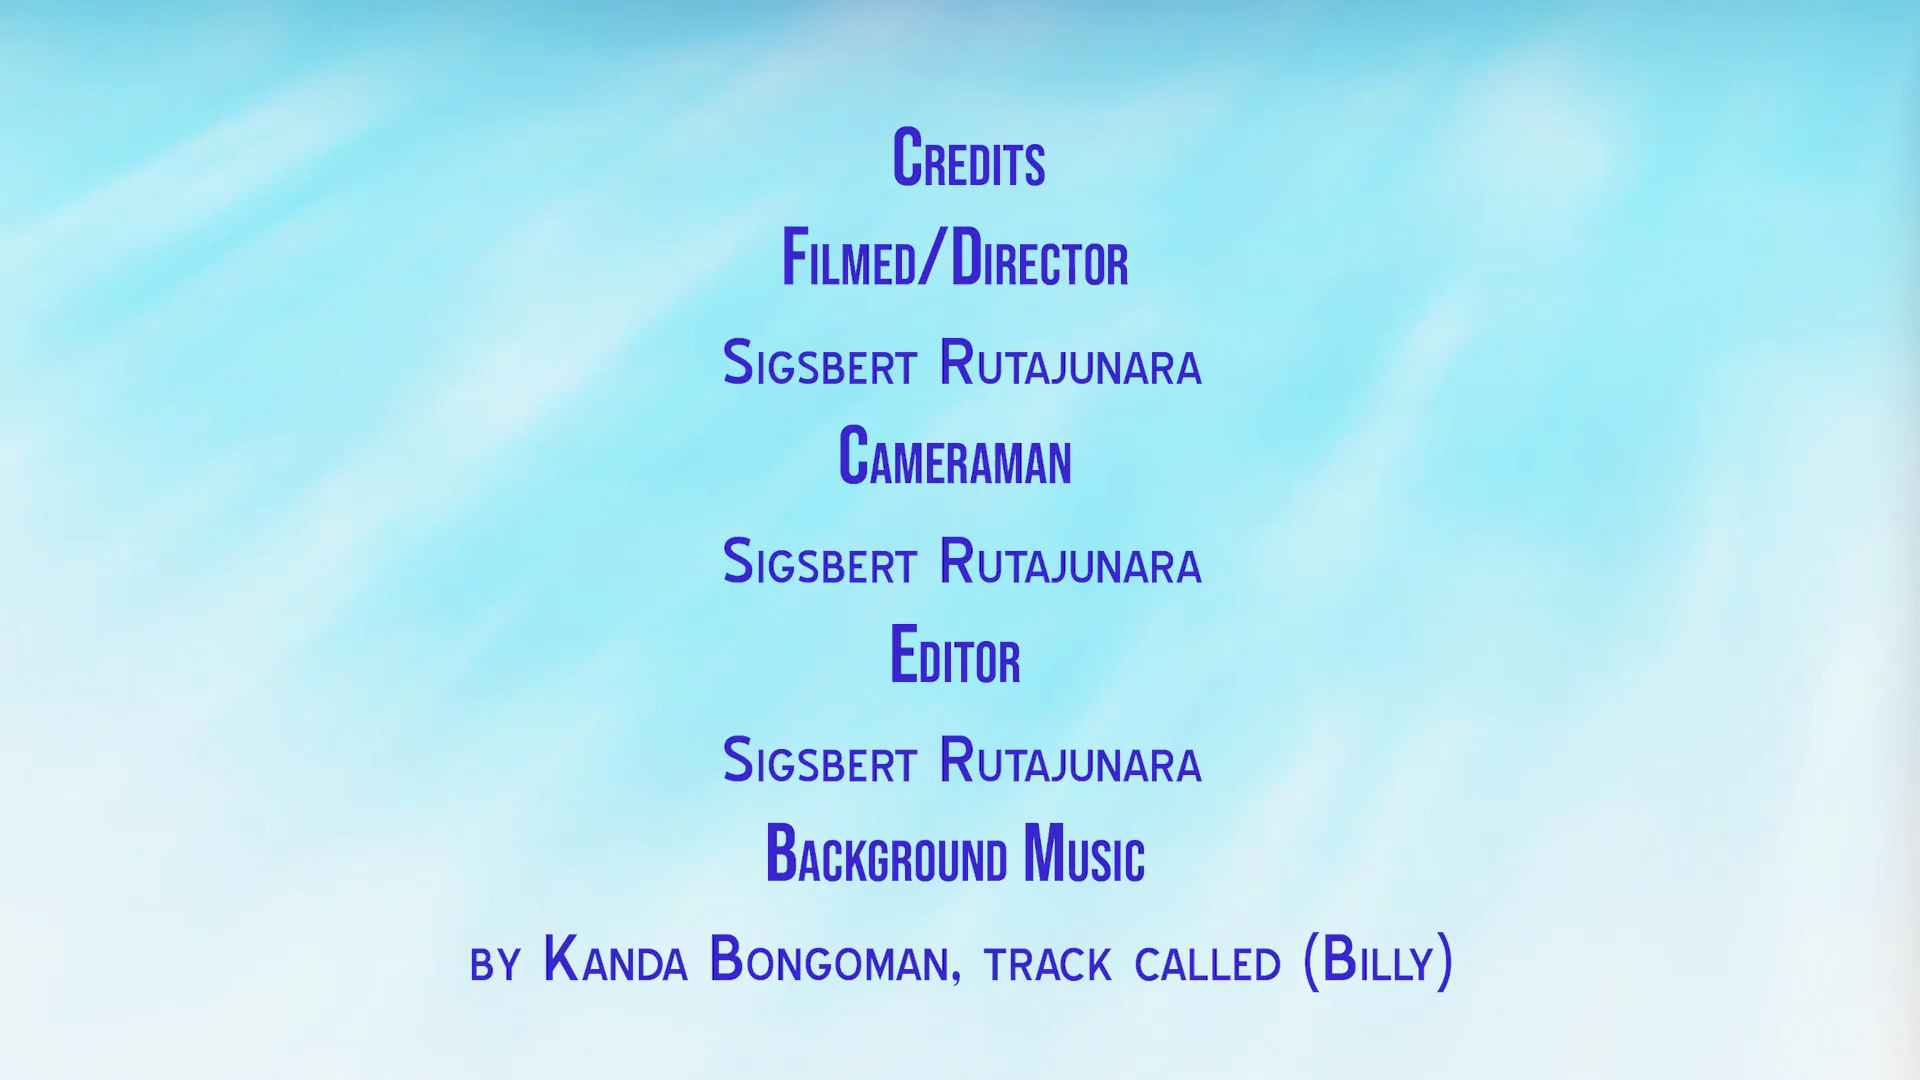 Credits
Filmed/Director
Sigsbert Rutajunara
Cameraman
Sigsbert Rutajunara
Editor
Sigsbert Rutajunara
Background Music
by Kanda Bongoman, track called (Billy)